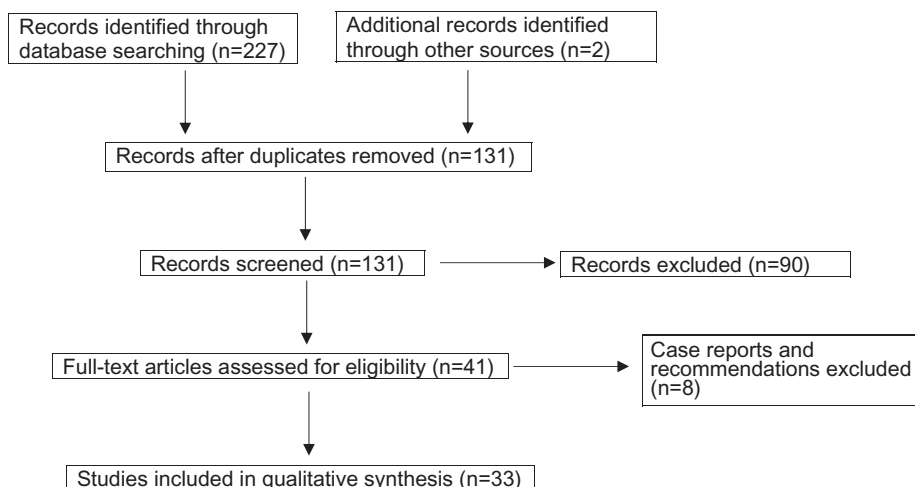 Records identified through
database searching (n=227)
Additional records identified
through other sources (n=2)
Records after duplicates removed (n=131)
Records screened (n=131)
Records excluded (n=90)
Full-text articles assessed for eligibility (n=41)
Case reports and
recommendations excluded
(n=8)
Studies included in qualitative synthesis (n=33)